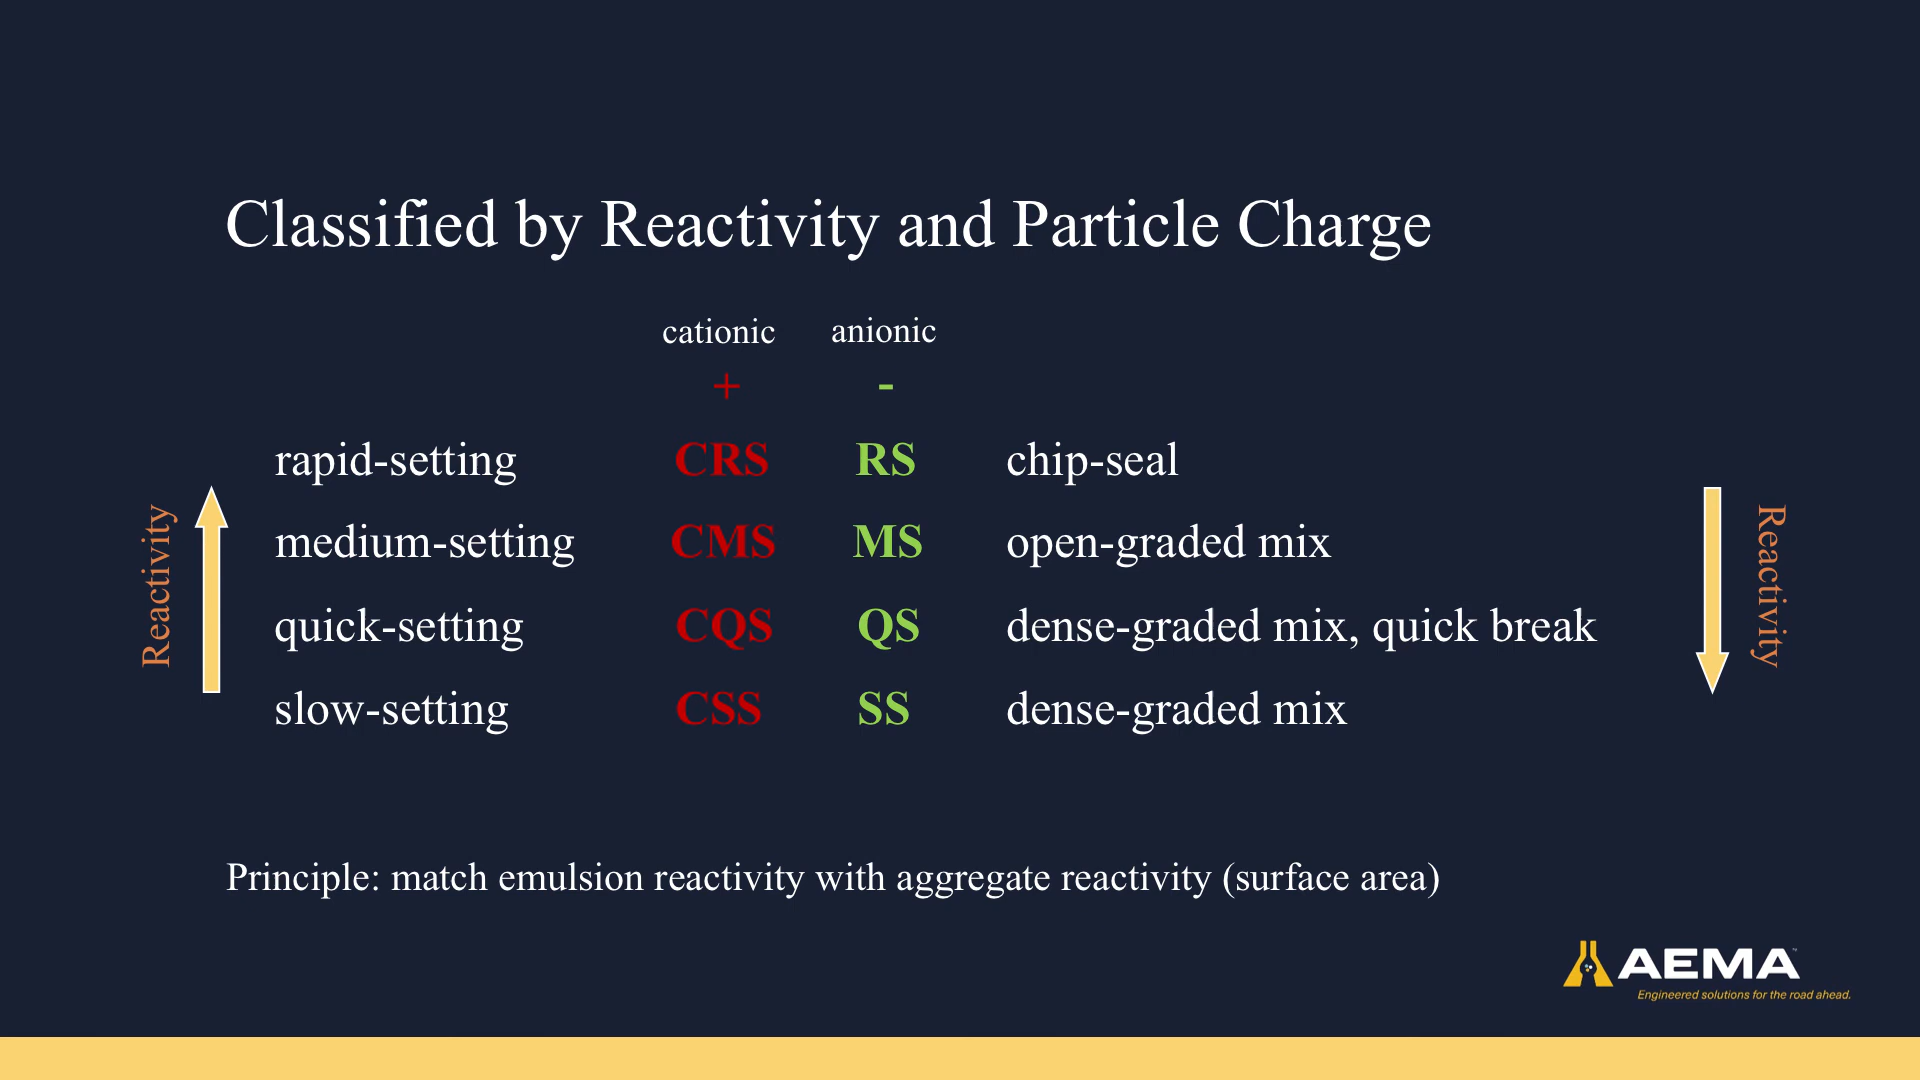 Classified by Reactivity and Particle Charge
cationic anionic
+ -
rapid-setting CRS RS chip-seal
medium-setting CMS MS open-graded mix
quick-setting CQS QS dense-graded mix, quick break
slow-setting CSS SS dense-graded mix
Reactivity
Reactivity
Principle: match emulsion reactivity with aggregate reactivity (surface area)
AEMA™
Engineered solutions for the road ahead.